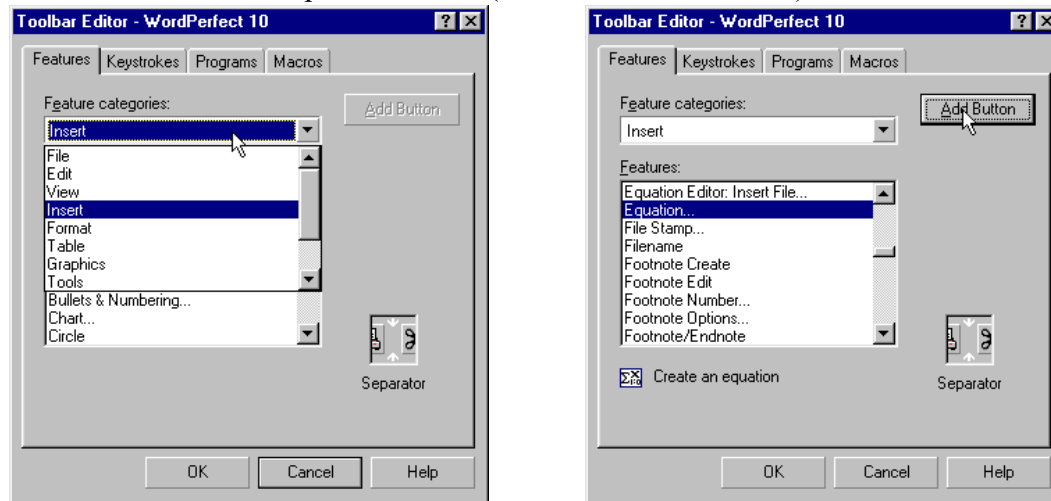 Toolbar Editor - WordPerfect 10
Features Keystrokes Programs Macros
Feature categories:
Add Button
Insert
File
Edit
View
Insert
Format
Table
Graphics
Tools
Bullets & Numbering...
Chart...
Circle
Separator
OK Cancel Help
Toolbar Editor - WordPerfect 10
Features Keystrokes Programs Macros
Feature categories:
Add Button
Insert
Features:
Equation Editor: Insert File...
Equation...
File Stamp...
Filename
Footnote Create
Footnote Edit
Footnote Number...
Footnote Options...
Footnote/Endnote
Create an equation
Separator
OK Cancel Help